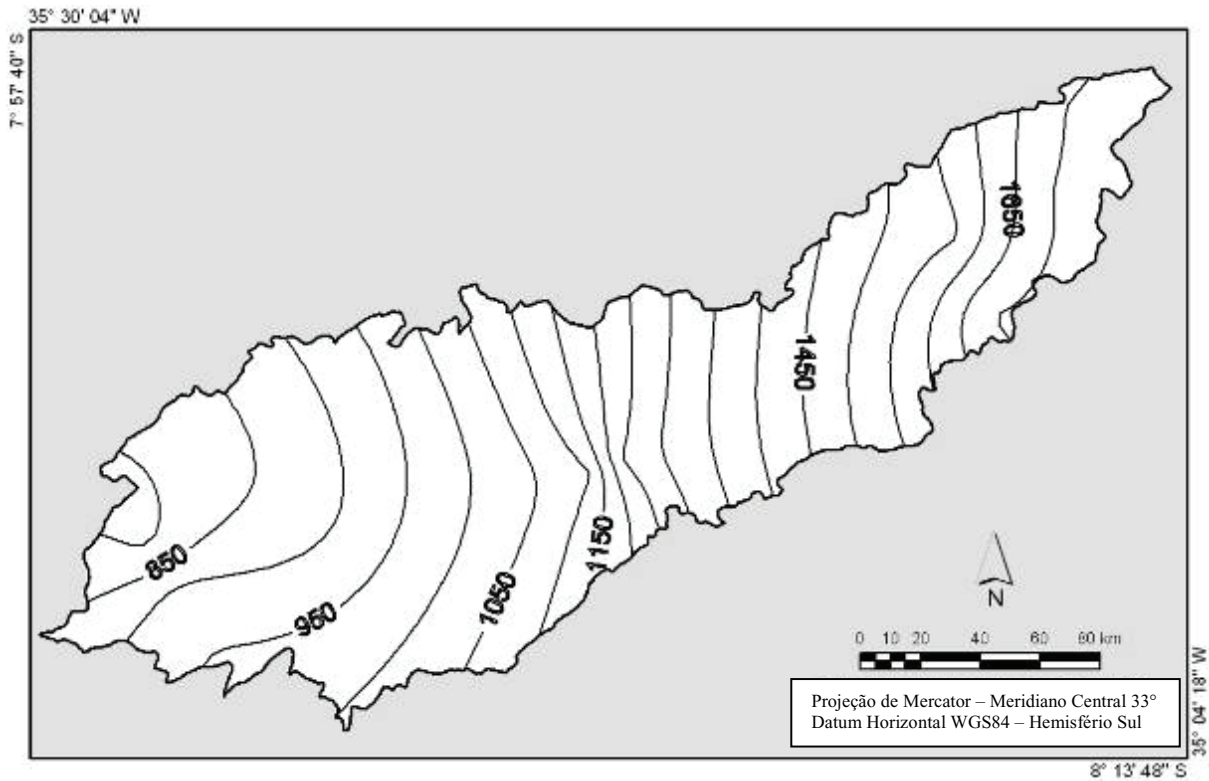 35° 30' 04" W
7° 57' 40" S
1650
1450
850
950
1050
1150
N
0 10 20 40 60 80 km
Projeção de Mercator – Meridiano Central 33°
Datum Horizontal WGS84 – Hemisfério Sul
35° 04' 18" W
8° 13' 48" S